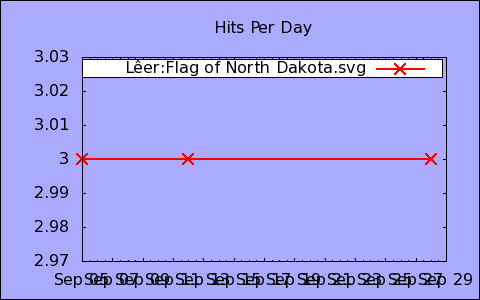 Hits Per Day
3.03
Lêer:Flag of North Dakota.svg
3.02
3.01
3
2.99
2.98
2.97
Sep 05 Sep 07 Sep 09 Sep 11 Sep 13 Sep 15 Sep 17 Sep 19 Sep 21 Sep 23 Sep 25 Sep 27 Sep 29